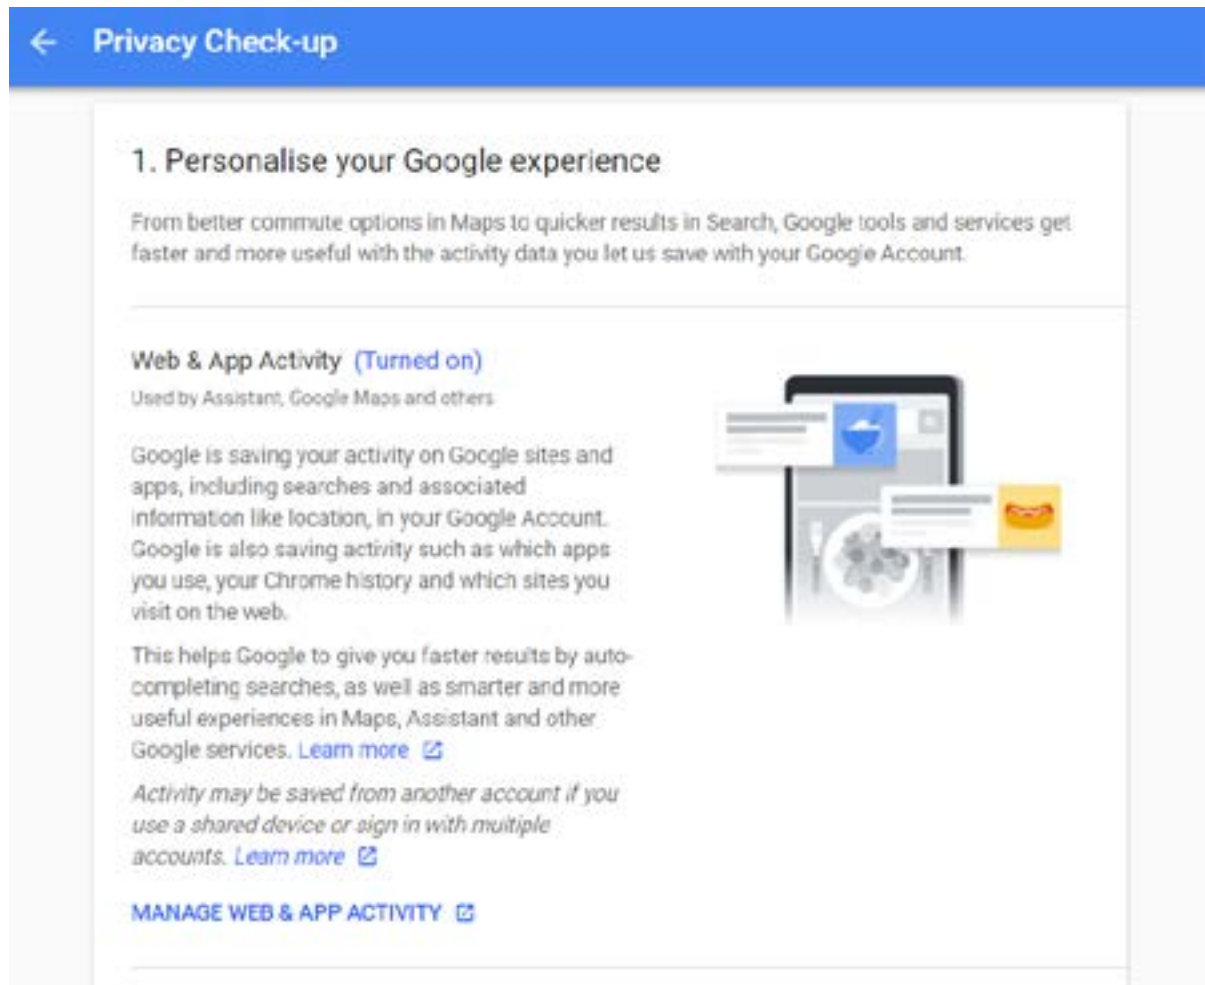 Privacy Check-up
1. Personalise your Google experience
From better commute options in Maps to quicker results in Search, Google tools and services get
faster and more useful with the activity data you let us save with your Google Account.
Web & App Activity (Turned on)
Used by Assistant, Google Maps and others
Google is saving your activity on Google sites and
apps, including searches and associated
information like location, in your Google Account.
Google is also saving activity such as which apps
you use, your Chrome history and which sites you
visit on the web.
This helps Google to give you faster results by auto-
completing searches, as well as smarter and more
useful experiences in Maps, Assistant and other
Google services. Learn more
Activity may be saved from another account if you
use a shared device or sign in with multiple
accounts. Learn more
MANAGE WEB & APP ACTIVITY